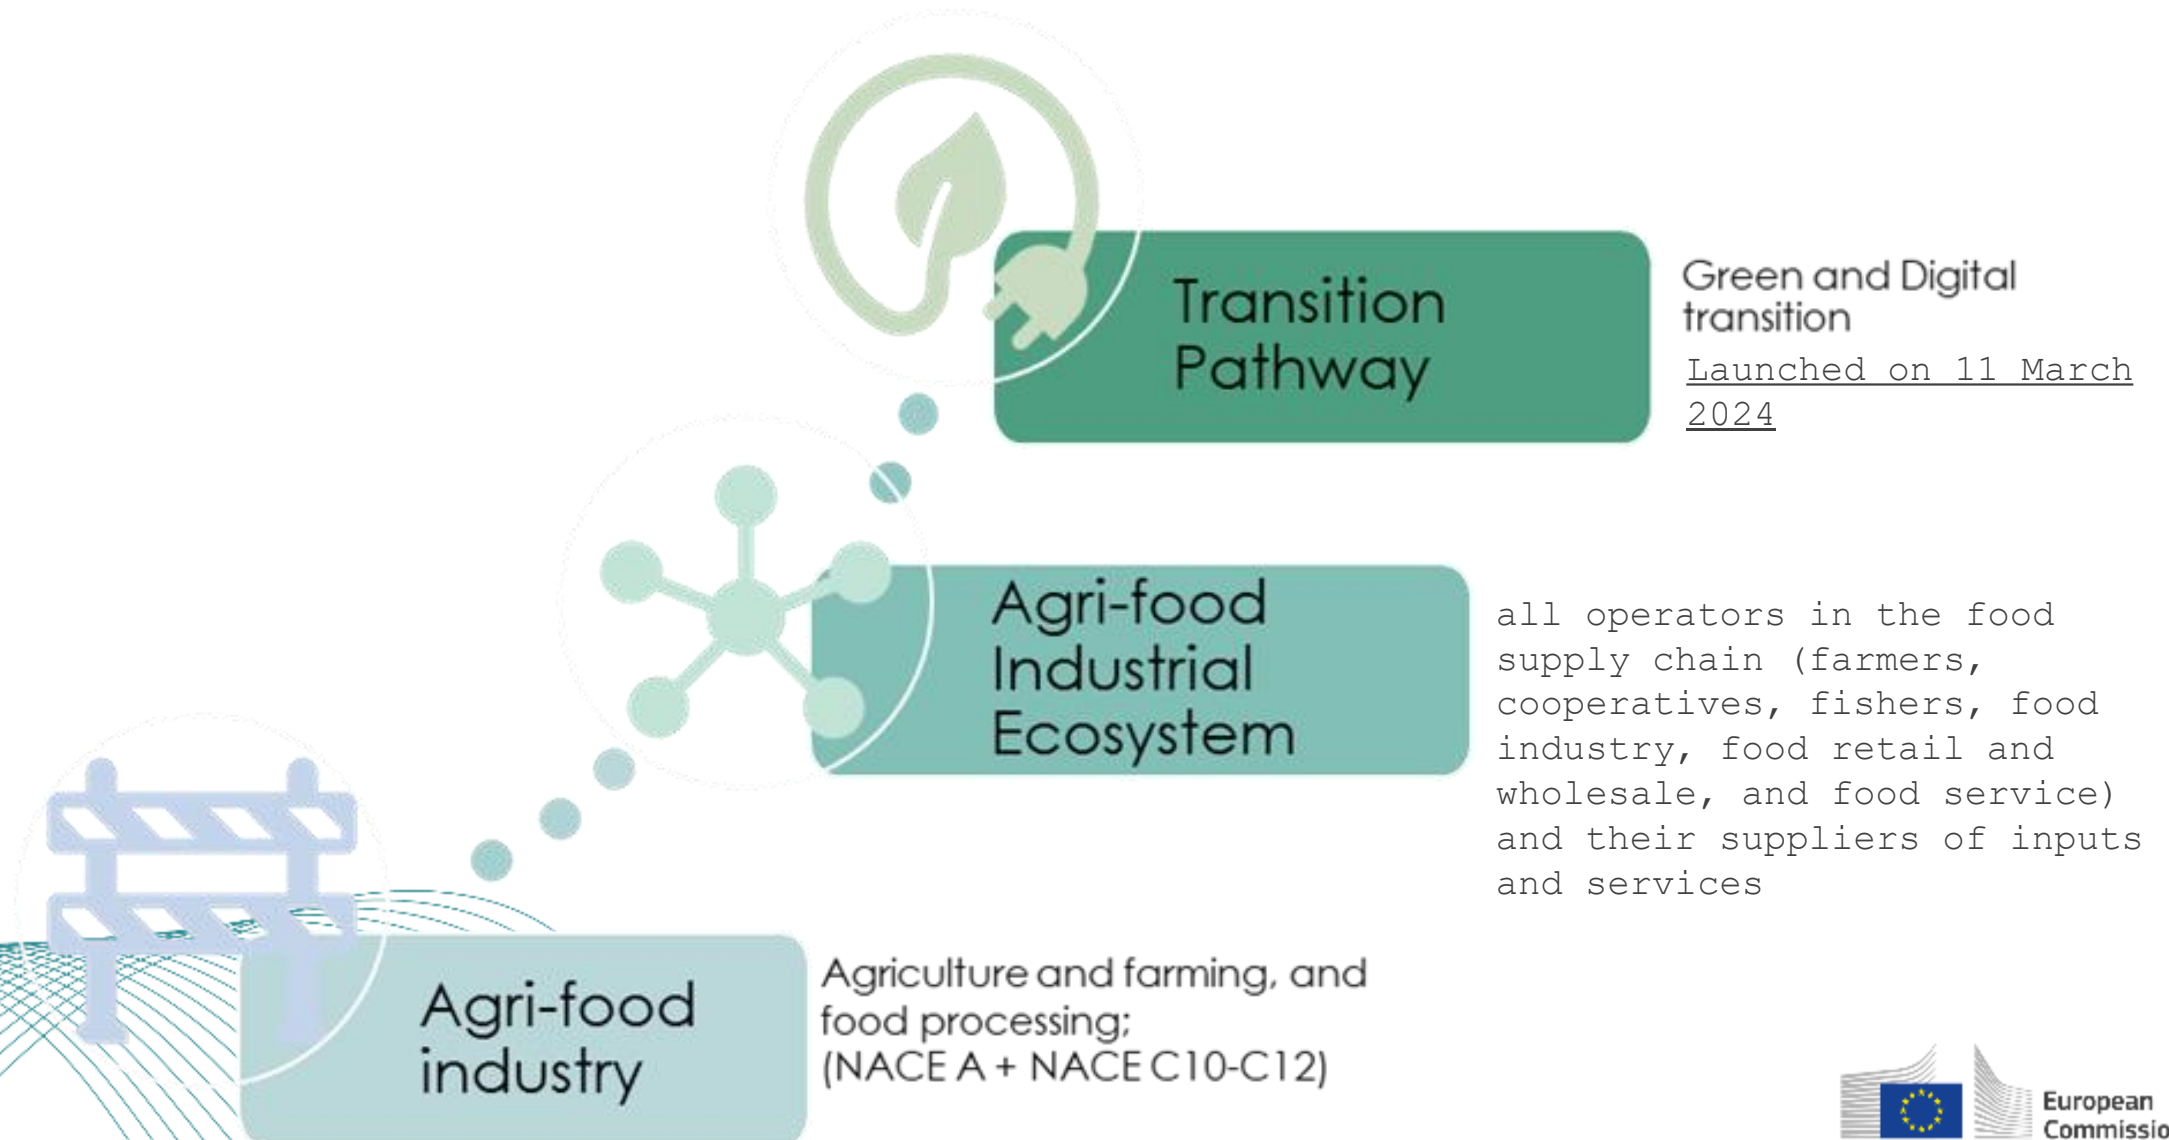 Transition
Pathway
Green and Digital
transition
Launched on 11 March
2024
Agri-food
Industrial
Ecosystem
all operators in the food
supply chain (farmers,
cooperatives, fishers, food
industry, food retail and
wholesale, and food service)
and their suppliers of inputs
and services
Agri-food
industry
Agriculture and farming, and
food processing;
(NACE A + NACE C10-C12)
European
Commissio